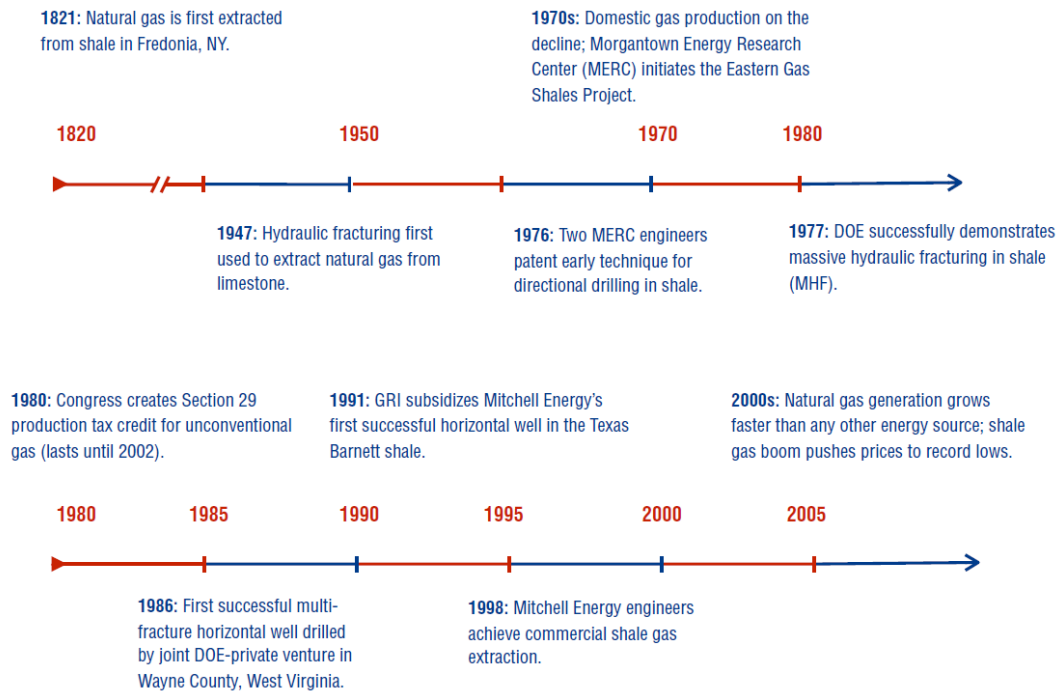 1821: Natural gas is first extracted
from shale in Fredonia, NY.
1970s: Domestic gas production on the
decline; Morgantown Energy Research
Center (MERC) initiates the Eastern Gas
Shales Project.
1820
1950
1970
1980
1947: Hydraulic fracturing first
used to extract natural gas from
limestone.
1976: Two MERC engineers
patent early technique for
directional drilling in shale.
1977: DOE successfully demonstrates
massive hydraulic fracturing in shale
(MHF).
1980: Congress creates Section 29
production tax credit for unconventional
gas (lasts until 2002).
1991: GRI subsidizes Mitchell Energy’s
first successful horizontal well in the Texas
Barnett shale.
2000s: Natural gas generation grows
faster than any other energy source; shale
gas boom pushes prices to record lows.
1980
1985
1990
1995
2000
2005
1986: First successful multi-
fracture horizontal well drilled
by joint DOE-private venture in
Wayne County, West Virginia.
1998: Mitchell Energy engineers
achieve commercial shale gas
extraction.